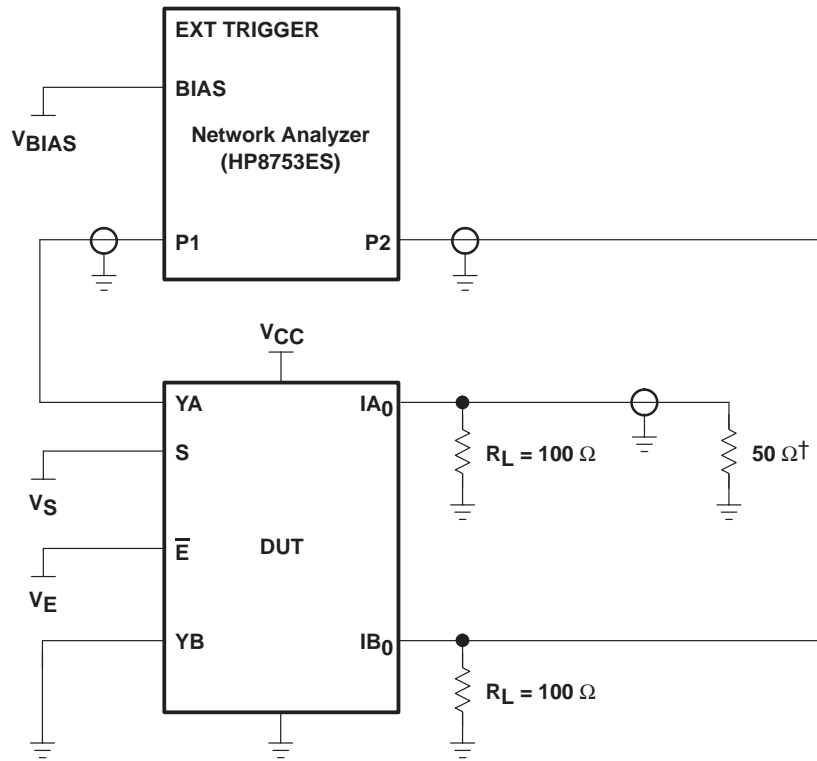 EXT TRIGGER
BIAS
VBIAS
Network Analyzer
(HP8753ES)
P1
P2
VCC
YA
IA0
S
RL = 100 Ω
50 Ω†
VS
E̅
DUT
VE
YB
IB0
RL = 100 Ω